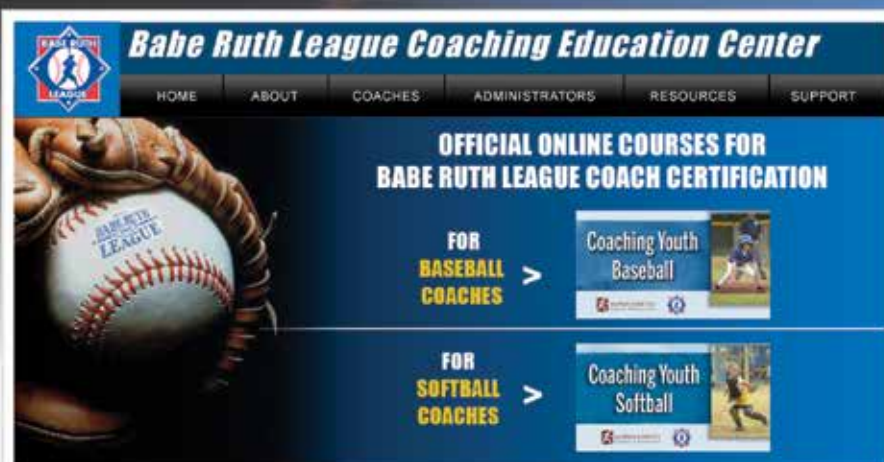 BABE RUTH
LEAGUE
Babe Ruth League Coaching Education Center
HOME ABOUT COACHES ADMINISTRATORS RESOURCES SUPPORT
OFFICIAL ONLINE COURSES FOR
BABE RUTH LEAGUE COACH CERTIFICATION
BABE RUTH
LEAGUE
FOR
BASEBALL
COACHES
>
Coaching Youth
Baseball
FOR
SOFTBALL
COACHES
>
Coaching Youth
Softball